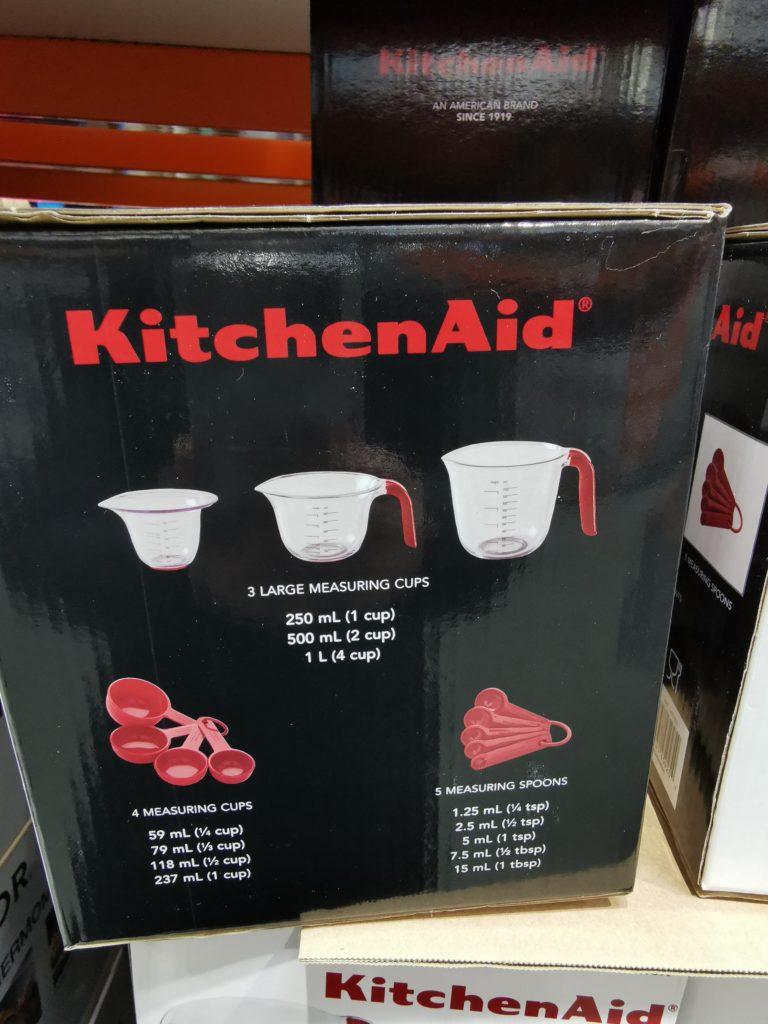 KitchenAid
AN AMERICAN BRAND
SINCE 1919
KitchenAid®
3 LARGE MEASURING CUPS
250 mL (1 cup)
500 mL (2 cup)
1 L (4 cup)
4 MEASURING CUPS
59 mL (¼ cup)
79 mL (⅓ cup)
118 mL (½ cup)
237 mL (1 cup)
5 MEASURING SPOONS
1.25 mL (¼ tsp)
2.5 mL (½ tsp)
5 mL (1 tsp)
7.5 mL (½ tbsp)
15 mL (1 tbsp)
Aid
MEASURING SPOONS
KitchenAid®